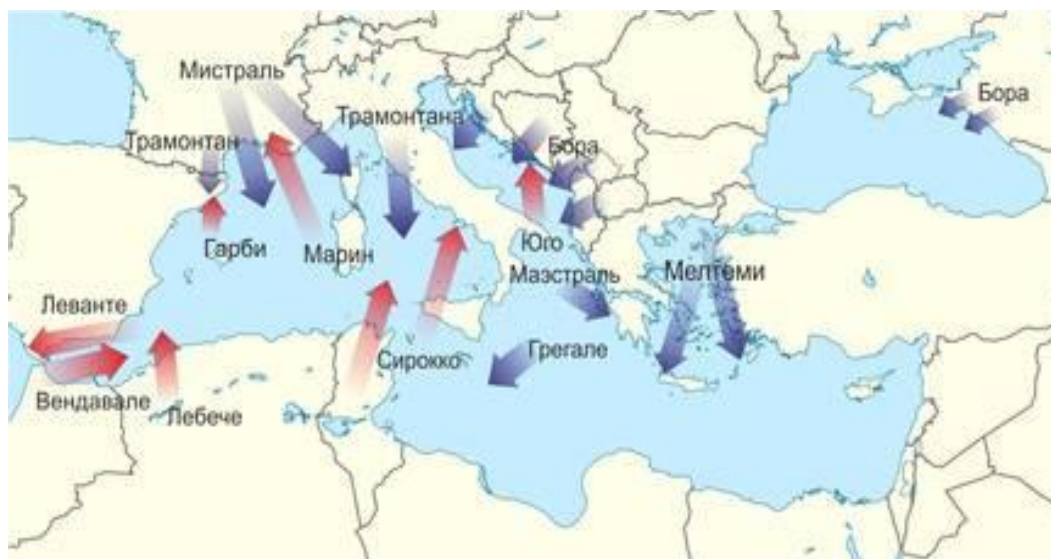 Мистраль
Бора
Трамонтана
Трамонтан
Бора
Гарби
Марин
Юго
Маэстраль
Мелтеми
Леванте
Грегале
Сирокко
Вендавале
Лебече